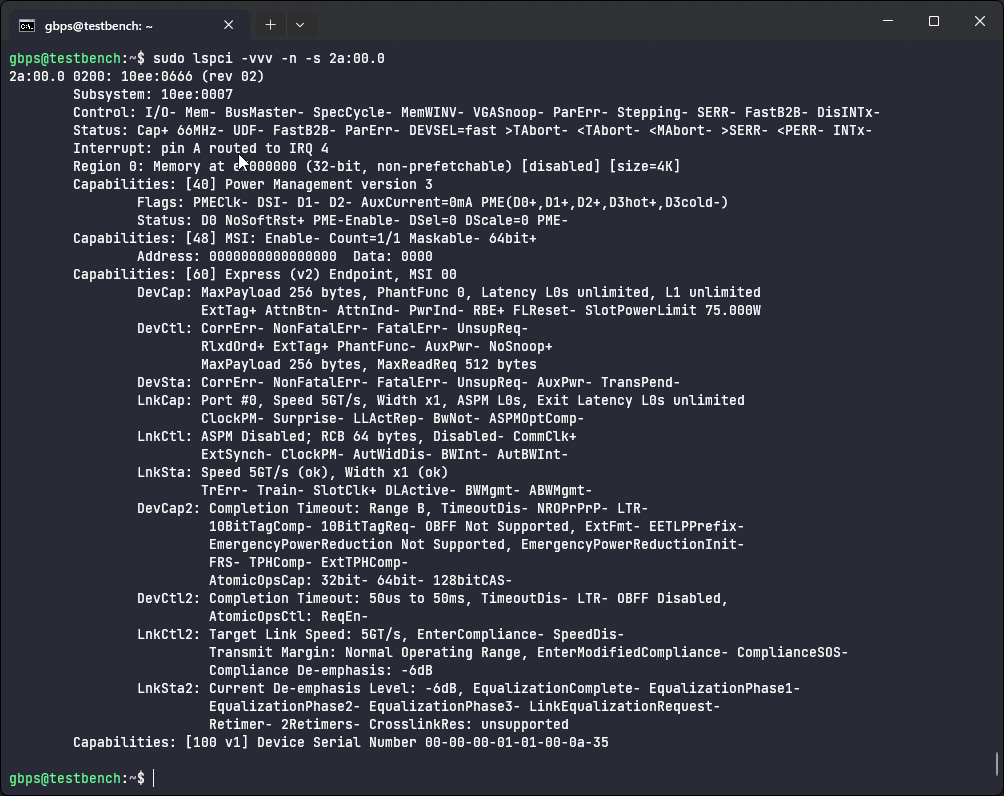 gbps@testbench: ~
gbps@testbench:~$ sudo lspci -vvv -n -s 2a:00.0
2a:00.0 0200: 10ee:0666 (rev 02)
Subsystem: 10ee:0007
Control: I/O- Mem- BusMaster- SpecCycle- MemWINV- VGASnoop- ParErr- Stepping- SERR- FastB2B- DisINTx-
Status: Cap+ 66MHz- UDF- FastB2B- ParErr- DEVSEL=fast >TAbort- <TAbort- <MAbort- >SERR- <PERR- INTx-
Interrupt: pin A routed to IRQ 4
Region 0: Memory at (32-bit, non-prefetchable) [disabled] [size=4K]
Capabilities: [40] Power Management version 3
Flags: PMEClk- DSI- D1- D2- AuxCurrent=0mA PME(D0+,D1+,D2+,D3hot+,D3cold-)
Status: D0 NoSoftRst+ PME-Enable- DSel=0 DScale=0 PME-
Capabilities: [48] MSI: Enable- Count=1/1 Maskable- 64bit+
Address: 0000000000000000  Data: 0000
Capabilities: [60] Express (v2) Endpoint, MSI 00
DevCap: MaxPayload 256 bytes, PhantFunc 0, Latency L0s unlimited, L1 unlimited
ExtTag+ AttnBtn- AttnInd- PwrInd- RBE+ FLReset- SlotPowerLimit 75.000W
DevCtl: CorrErr- NonFatalErr- FatalErr- UnsupReq-
RlxdOrd+ ExtTag+ PhantFunc- AuxPwr- NoSnoop+
MaxPayload 256 bytes, MaxReadReq 512 bytes
DevSta: CorrErr- NonFatalErr- FatalErr- UnsupReq- AuxPwr- TransPend-
LnkCap: Port #0, Speed 5GT/s, Width x1, ASPM L0s, Exit Latency L0s unlimited
ClockPM- Surprise- LLActRep- BwNot- ASPMOptComp-
LnkCtl: ASPM Disabled; RCB 64 bytes, Disabled- CommClk+
ExtSynch- ClockPM- AutWidDis- BWInt- AutBWInt-
LnkSta: Speed 5GT/s (ok), Width x1 (ok)
TrErr- Train- SlotClk+ DLActive- BWMgmt- ABWMgmt-
DevCap2: Completion Timeout: Range B, TimeoutDis- NROPrPrP- LTR-
10BitTagComp- 10BitTagReq- OBFF Not Supported, ExtFmt- EETLPPrefix-
EmergencyPowerReduction Not Supported, EmergencyPowerReductionInit-
FRS- TPHComp- ExtTPHComp-
AtomicOpsCap: 32bit- 64bit- 128bitCAS-
DevCtl2: Completion Timeout: 50us to 50ms, TimeoutDis- LTR- OBFF Disabled,
AtomicOpsCtl: ReqEn-
LnkCtl2: Target Link Speed: 5GT/s, EnterCompliance- SpeedDis-
Transmit Margin: Normal Operating Range, EnterModifiedCompliance- ComplianceSOS-
Compliance De-emphasis: -6dB
LnkSta2: Current De-emphasis Level: -6dB, EqualizationComplete- EqualizationPhase1-
EqualizationPhase2- EqualizationPhase3- LinkEqualizationRequest-
Retimer- 2Retimers- CrosslinkRes: unsupported
Capabilities: [100 v1] Device Serial Number 00-00-00-01-01-00-0a-35
gbps@testbench:~$